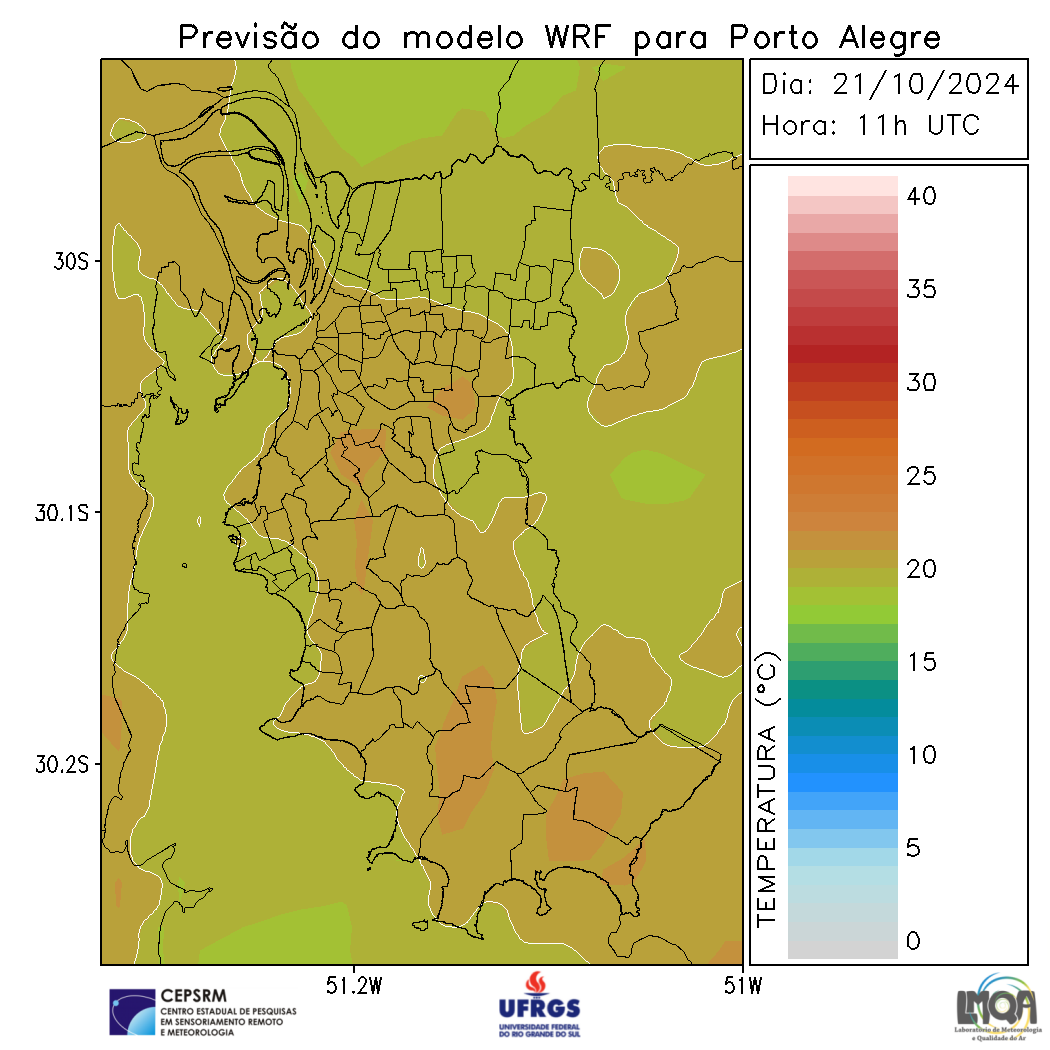 Previsão do modelo WRF para Porto Alegre
Dia: 21/10/2024
Hora: 11h UTC
40
35
30
25
20
15
10
5
0
TEMPERATURA (°C)
30S
30.1S
30.2S
51.2W
51W
CEPSRM
CENTRO ESTADUAL DE PESQUISAS
EM SENSORIAMENTO REMOTO
E METEOROLOGIA
UFRGS
UNIVERSIDADE FEDERAL
DO RIO GRANDE DO SUL
LMQA
Laboratório de Meteorologia
e Qualidade do Ar